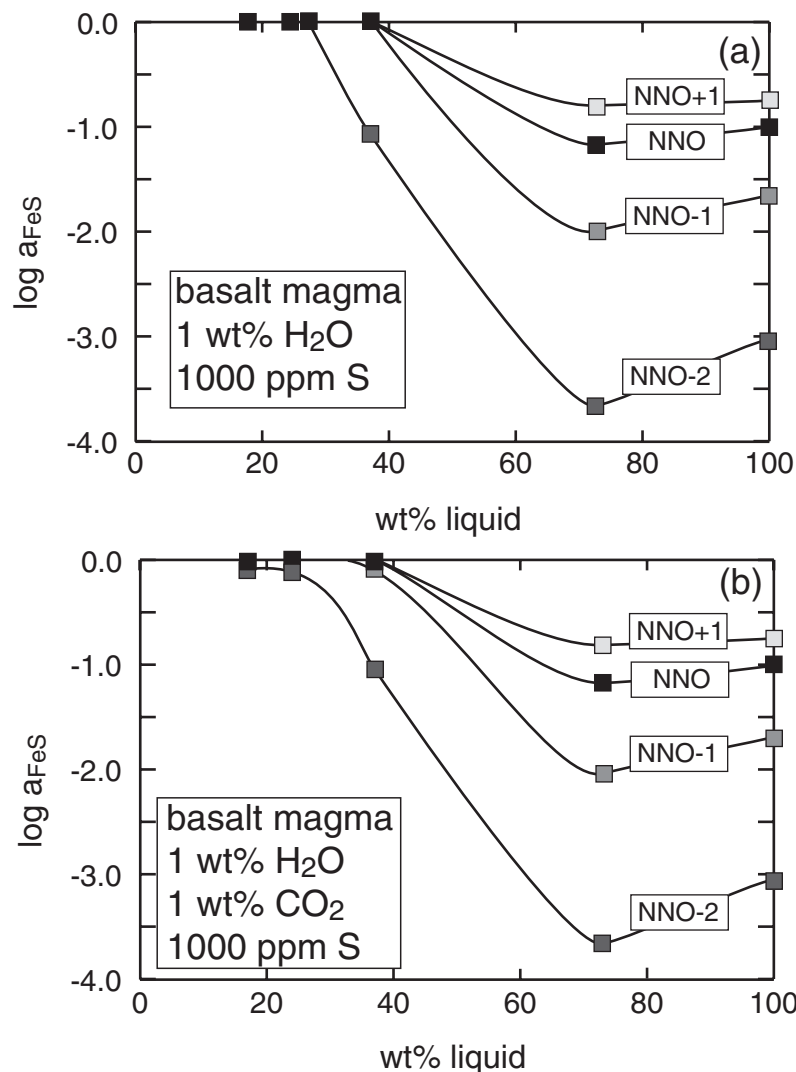 (a)
0.0
-1.0
-2.0
-3.0
-4.0
log aFeS
NNO+1
NNO
NNO-1
NNO-2
basalt magma
1 wt% H₂O
1000 ppm S
0 20 40 60 80 100
wt% liquid
(b)
0.0
-1.0
-2.0
-3.0
-4.0
log aFeS
NNO+1
NNO
NNO-1
NNO-2
basalt magma
1 wt% H₂O
1 wt% CO₂
1000 ppm S
0 20 40 60 80 100
wt% liquid